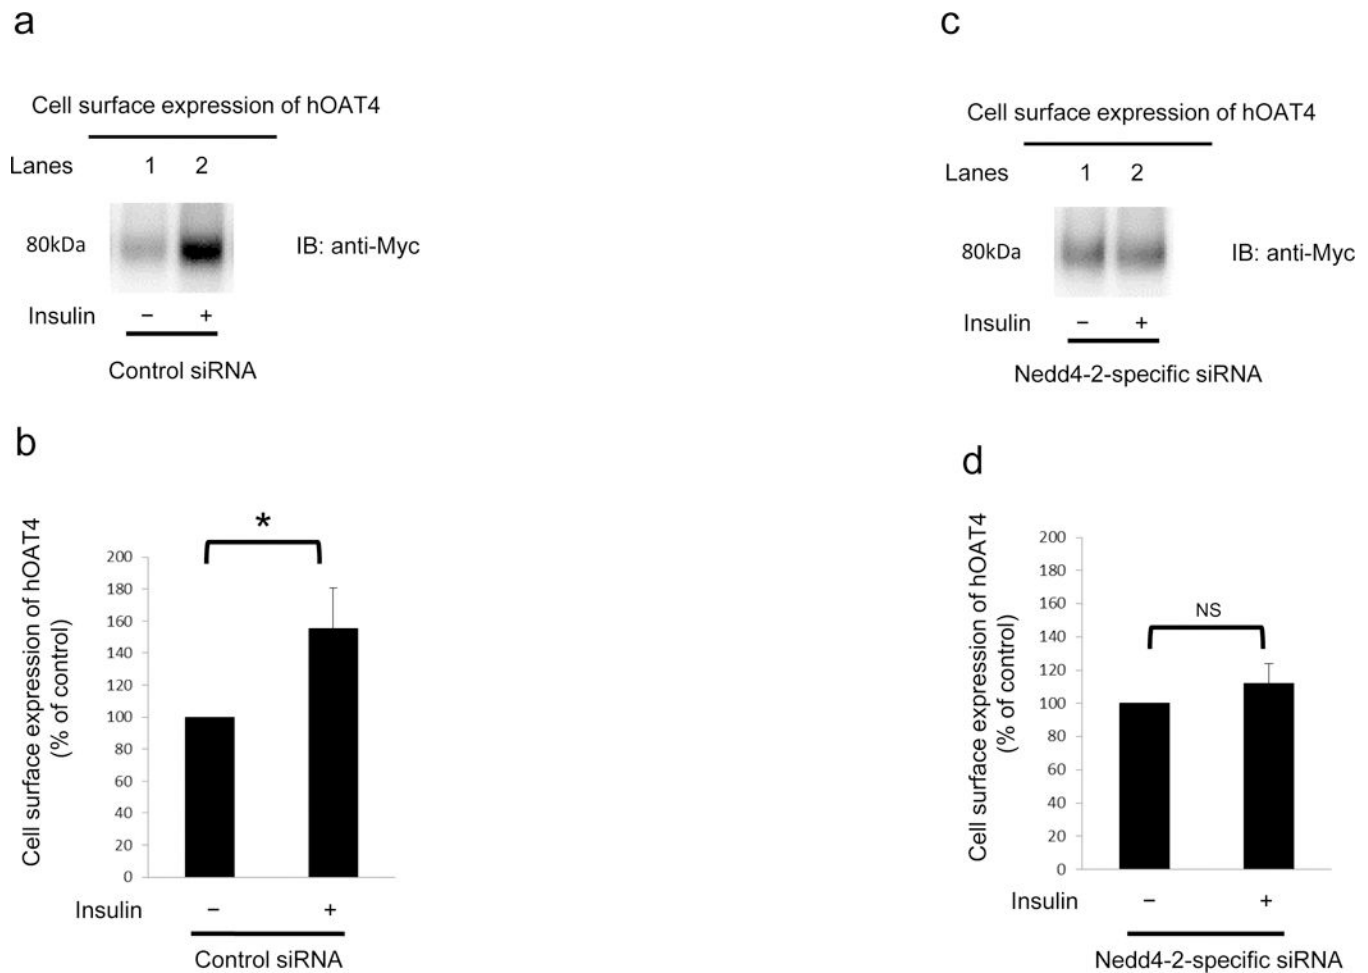 a
Cell surface expression of hOAT4
Lanes 1 2
80kDa
IB: anti-Myc
Insulin − +
Control siRNA
b
Cell surface expression of hOAT4
(% of control)
*
200
180
160
140
120
100
80
60
40
20
0
Insulin − +
Control siRNA
c
Cell surface expression of hOAT4
Lanes 1 2
80kDa
IB: anti-Myc
Insulin − +
Nedd4-2-specific siRNA
d
Cell surface expression of hOAT4
(% of control)
NS
200
180
160
140
120
100
80
60
40
20
0
Insulin − +
Nedd4-2-specific siRNA